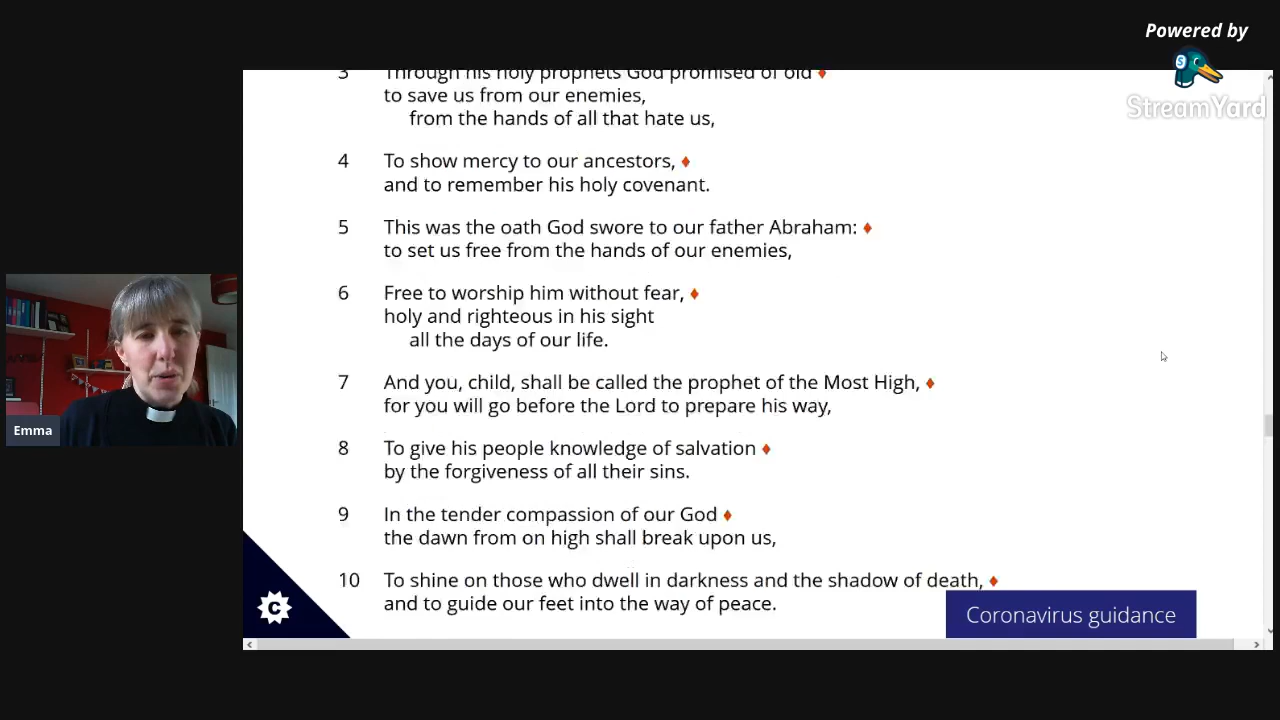 Powered by
StreamYard
3 Through his holy prophets God promised of old ♦
to save us from our enemies,
from the hands of all that hate us,
4 To show mercy to our ancestors, ♦
and to remember his holy covenant.
5 This was the oath God swore to our father Abraham: ♦
to set us free from the hands of our enemies,
6 Free to worship him without fear, ♦
holy and righteous in his sight
all the days of our life.
7 And you, child, shall be called the prophet of the Most High, ♦
for you will go before the Lord to prepare his way,
8 To give his people knowledge of salvation ♦
by the forgiveness of all their sins.
9 In the tender compassion of our God ♦
the dawn from on high shall break upon us,
10 To shine on those who dwell in darkness and the shadow of death, ♦
and to guide our feet into the way of peace.
Emma
C
Coronavirus guidance